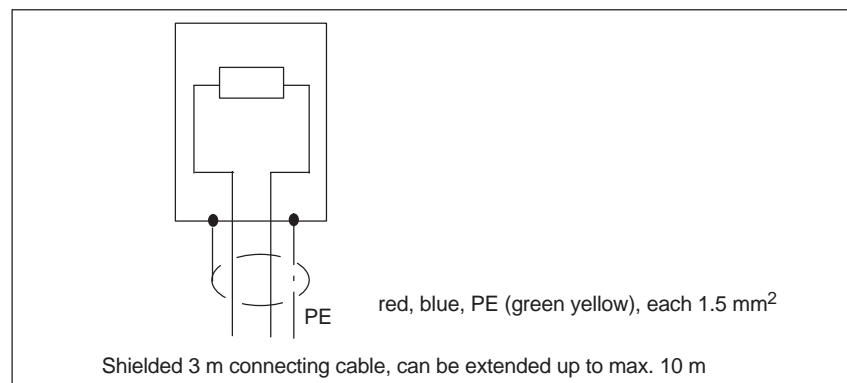 red, blue, PE (green yellow), each 1.5 mm²
PE
Shielded 3 m connecting cable, can be extended up to max. 10 m